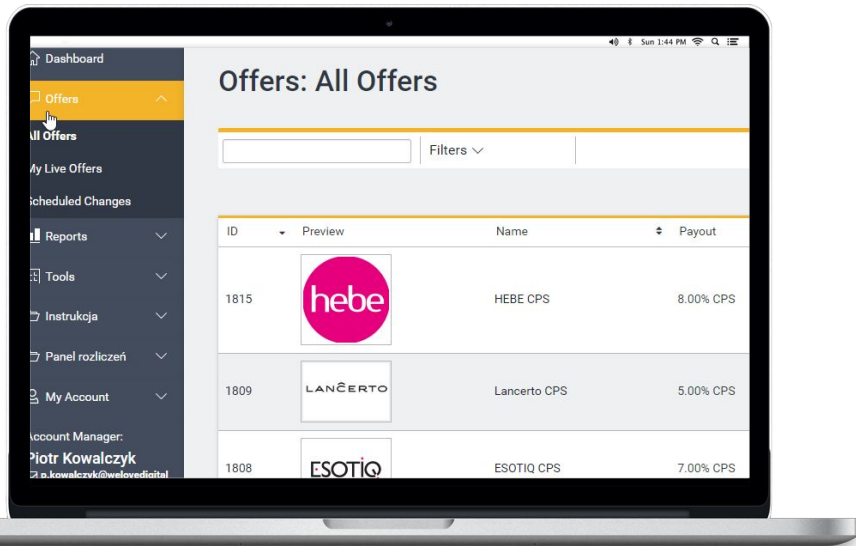 Sun 1:44 PM
Dashboard
Offers
All Offers
My Live Offers
Scheduled Changes
Reports
Tools
Instrukcja
Panel rozliczeń
My Account
Account Manager:
Piotr Kowalczyk
p.kowalczyk@welovedigital
Offers: All Offers
Filters
ID Preview Name Payout
1815 hebe HEBE CPS 8.00% CPS
1809 LANCERTO Lancerto CPS 5.00% CPS
1808 ESOTIQ ESOTIQ CPS 7.00% CPS